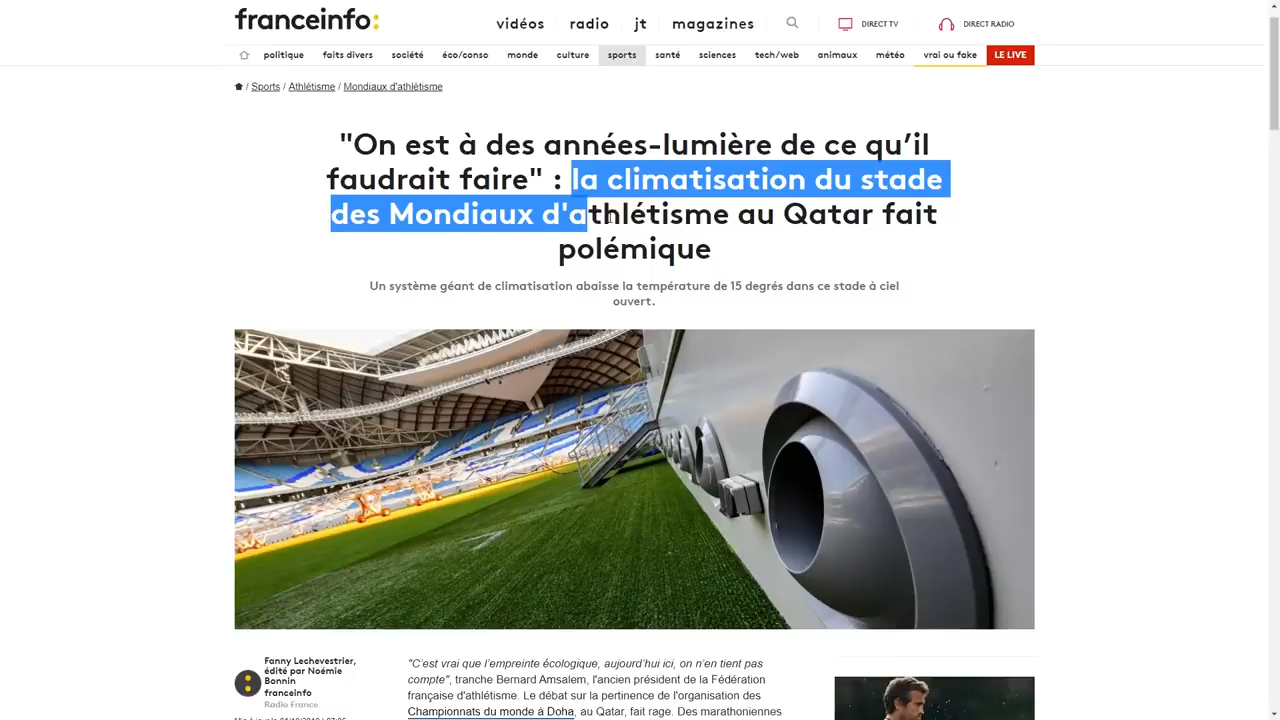 franceinfo:
vidéos radio jt magazines DIRECT TV DIRECT RADIO
politique faits divers société éco/conso monde culture sports santé sciences tech/web animaux météo vrai ou fake LE LIVE
/ Sports / Athlétisme / Mondiaux d'athlétisme
"On est à des années-lumière de ce qu’il
faudrait faire" : la climatisation du stade
des Mondiaux d'athlétisme au Qatar fait
polémique
Un système géant de climatisation abaisse la température de 15 degrés dans ce stade à ciel
ouvert.
Fanny Lechevestrier,
édité par Noémie
Bonnin
franceinfo
Radio France
"C’est vrai que l’empreinte écologique, aujourd’hui ici, on n’en tient pas
compte", tranche Bernard Amsalem, l'ancien président de la Fédération
française d'athlétisme. Le débat sur la pertinence de l'organisation des
Championnats du monde à Doha, au Qatar, fait rage. Des marathoniennes